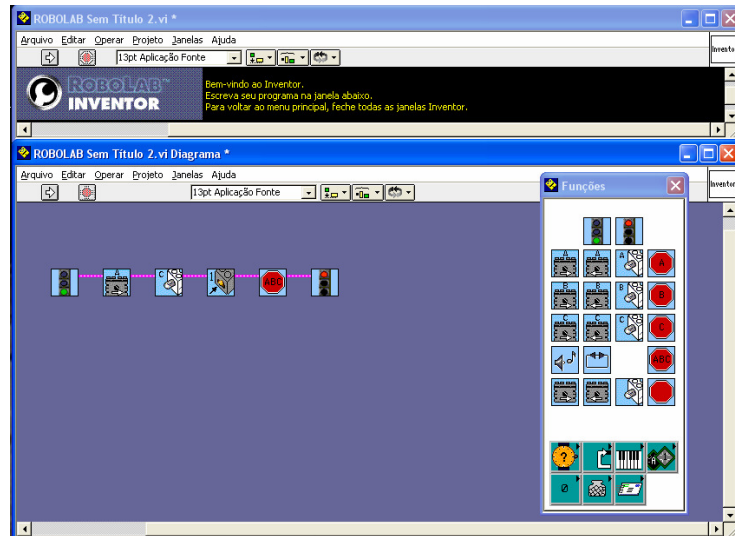 ROBOLAB Sem Título 2.vi *
Arquivo Editar Operar Projeto Janelas Ajuda
13pt Aplicação Fonte
ROBOLAB™
INVENTOR
Bem-vindo ao Inventor.
Escreva seu programa na janela abaixo.
Para voltar ao menu principal, feche todas as janelas Inventor.
ROBOLAB Sem Título 2.vi Diagrama *
Arquivo Editar Operar Projeto Janelas Ajuda
13pt Aplicação Fonte
Inventor
Funções
A C 1 ABC
A A A A
B B B B
C C C C
ABC
?
0